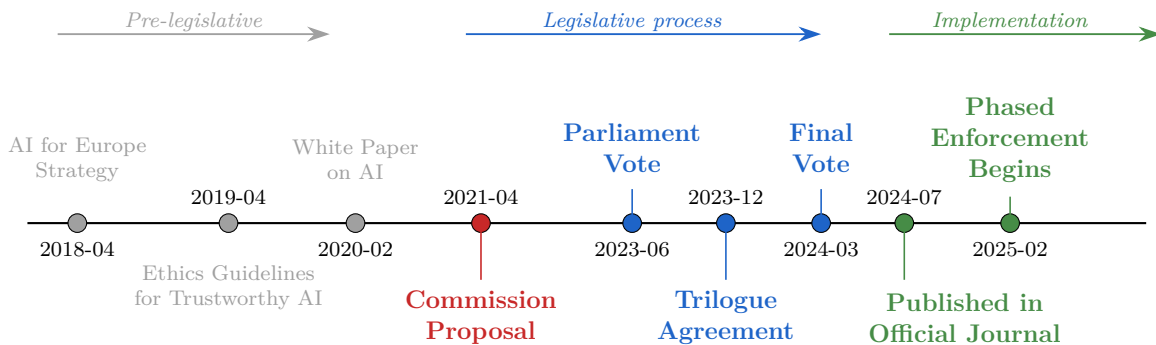 Pre-legislative
Legislative process
Implementation
AI for Europe
Strategy
White Paper
on AI
Parliament
Vote
Final
Vote
Phased
Enforcement
Begins
2019-04
2021-04
2023-12
2024-07
2018-04
2020-02
2023-06
2024-03
2025-02
Ethics Guidelines
for Trustworthy AI
Commission
Proposal
Trilogue
Agreement
Published in
Official Journal